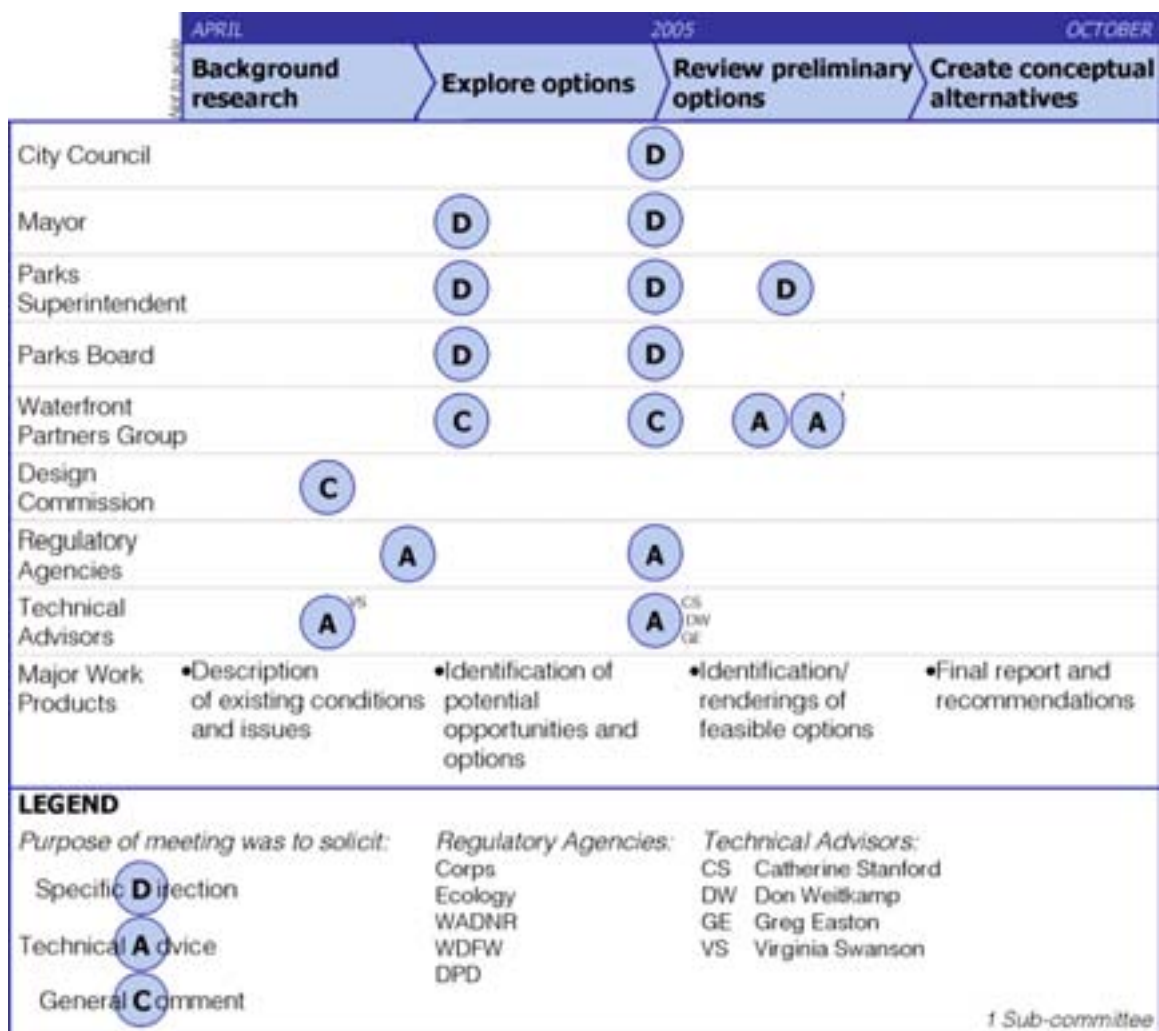 APRIL 2005 OCTOBER
Not to scale
Background research
Explore options
Review preliminary options
Create conceptual alternatives
City Council
D
Mayor
D D
Parks
Superintendent
D D D
Parks Board
D D
Waterfront
Partners Group
C C A A †
Design
Commission
C
Regulatory
Agencies
A A
Technical
Advisors
A VS A CS
DW
GE
Major Work
Products
•Description
of existing conditions
and issues
•Identification of
potential
opportunities and
options
•Identification/
renderings of
feasible options
•Final report and
recommendations
LEGEND
Purpose of meeting was to solicit:
Specific Direction
Technical Advice
General Comment
Regulatory Agencies:
Corps
Ecology
WADNR
WDFW
DPD
Technical Advisors:
CS Catherine Stanford
DW Don Weitkamp
GE Greg Easton
VS Virginia Swanson
† Sub-committee